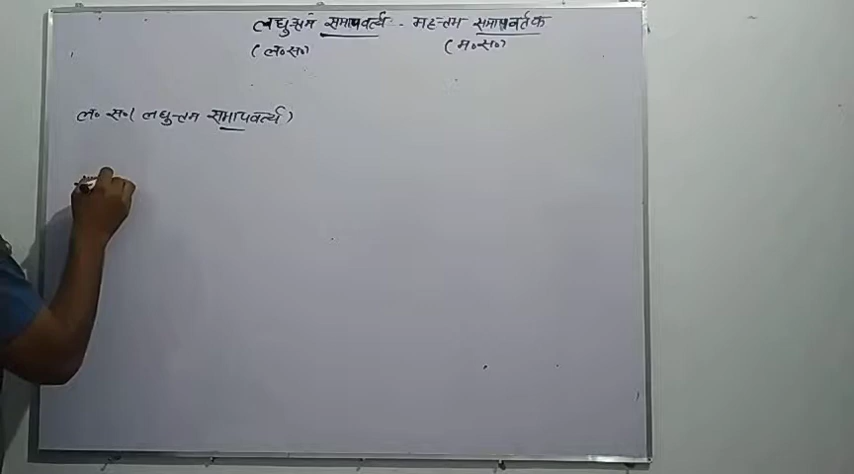 लघुत्तम समापवर्त्य - महत्तम समापवर्तक
(ल०स०) (म०स०)
ल० स०( लघुत्तम समापवर्त्य)